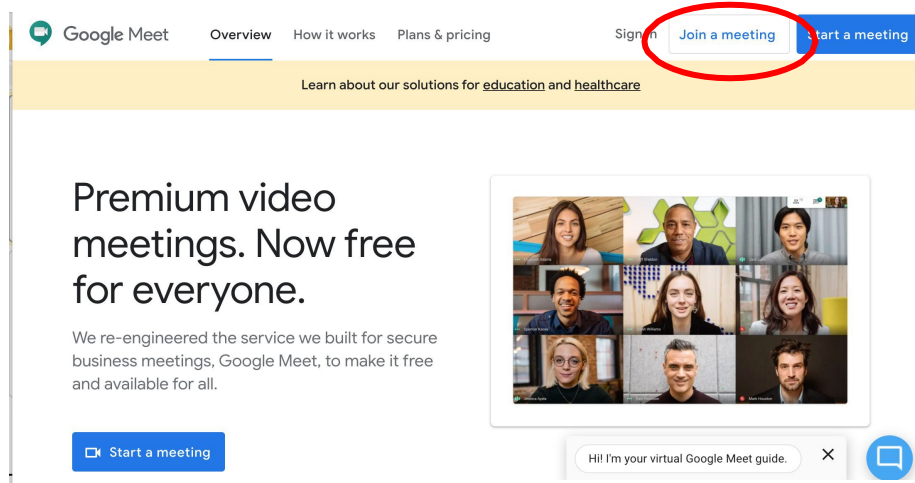 Google Meet Overview How it works Plans & pricing Sign in Join a meeting Start a meeting
Learn about our solutions for education and healthcare
Premium video
meetings. Now free
for everyone.
We re-engineered the service we built for secure
business meetings, Google Meet, to make it free
and available for all.
Start a meeting
Hi! I'm your virtual Google Meet guide.